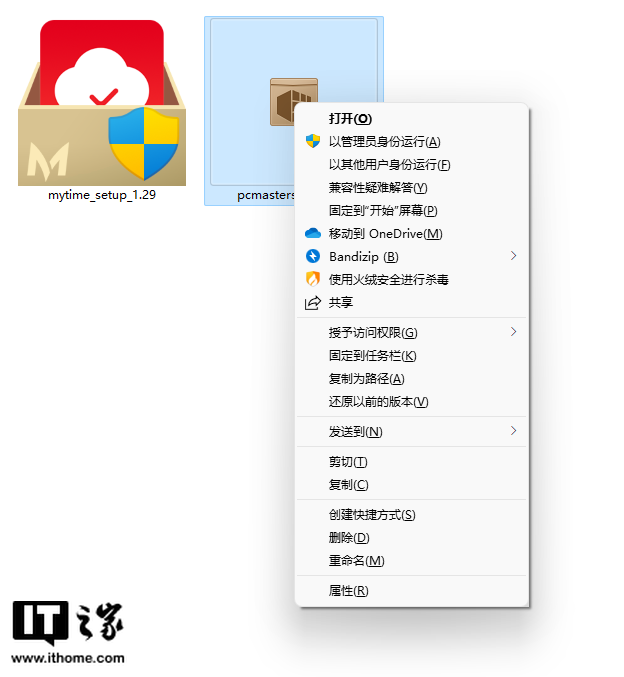 mytime_setup_1.29
pcmasters
打开(O)
以管理员身份运行(A)
以其他用户身份运行(F)
兼容性疑难解答(Y)
固定到“开始”屏幕(P)
移动到 OneDrive(M)
Bandizip (B)
使用火绒安全进行杀毒
共享
授予访问权限(G)
固定到任务栏(K)
复制为路径(A)
还原以前的版本(V)
发送到(N)
剪切(T)
复制(C)
创建快捷方式(S)
删除(D)
重命名(M)
属性(R)
IT之家
www.ithome.com